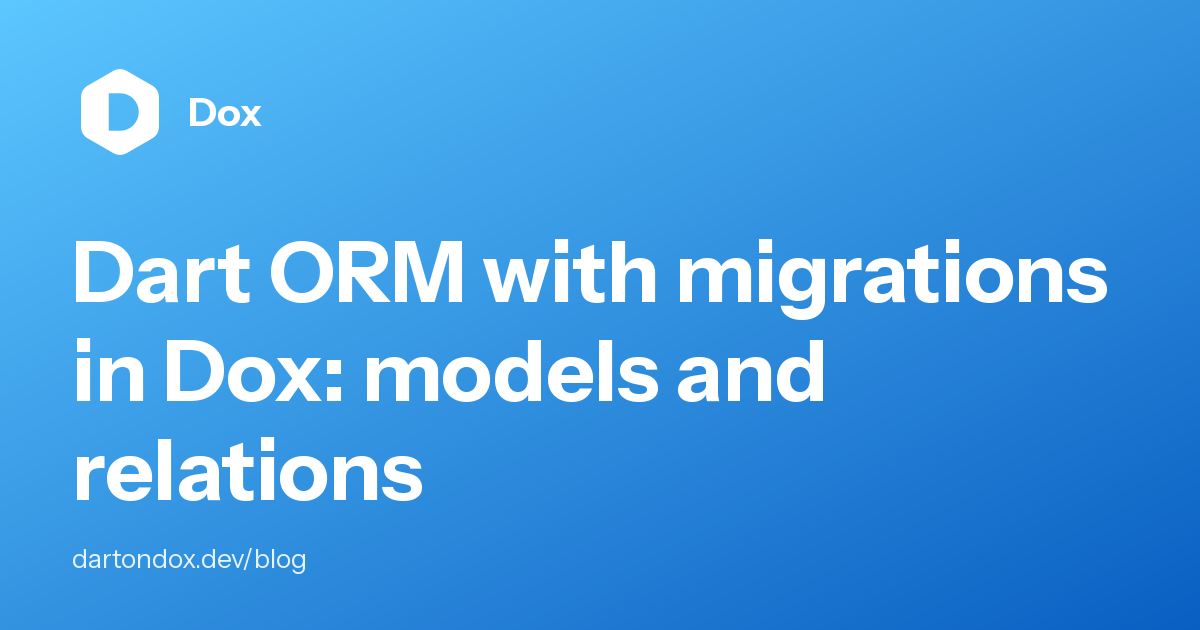 D Dox
Dart ORM with migrations
in Dox: models and
relations
dartondox.dev/blog